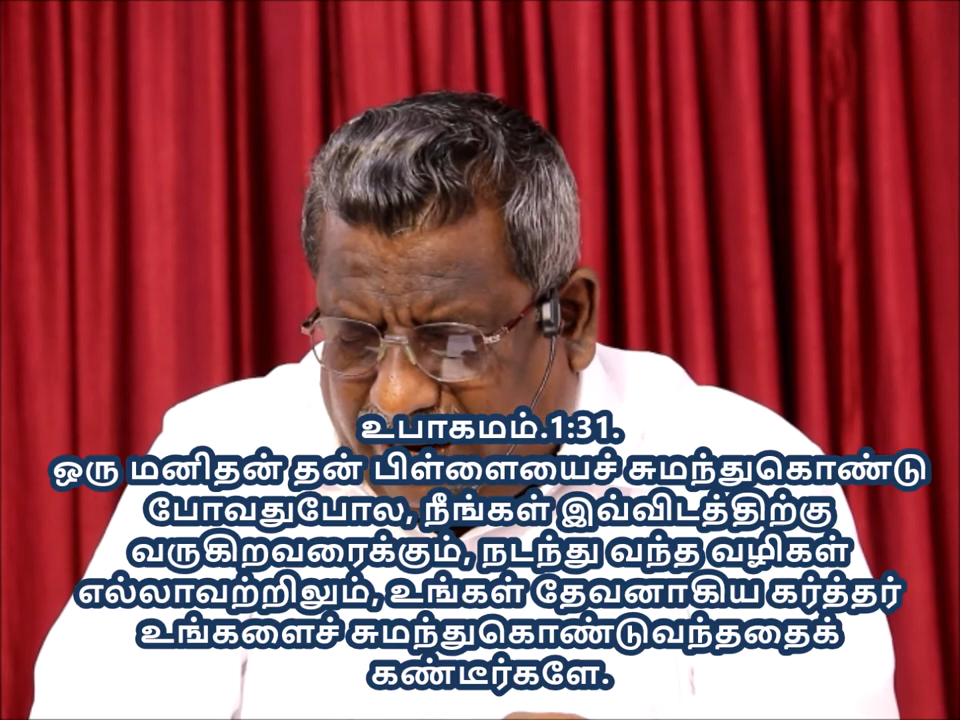 உபாகமம்.1:31.
ஒரு மனிதன் தன் பிள்ளையைச் சுமந்துகொண்டு
போவதுபோல, நீங்கள் இவ்விடத்திற்கு
வருகிறவரைக்கும், நடந்து வந்த வழிகள்
எல்லாவற்றிலும், உங்கள் தேவனாகிய கர்த்தர்
உங்களைச் சுமந்துகொண்டுவந்ததைக்
கண்டீர்களே.